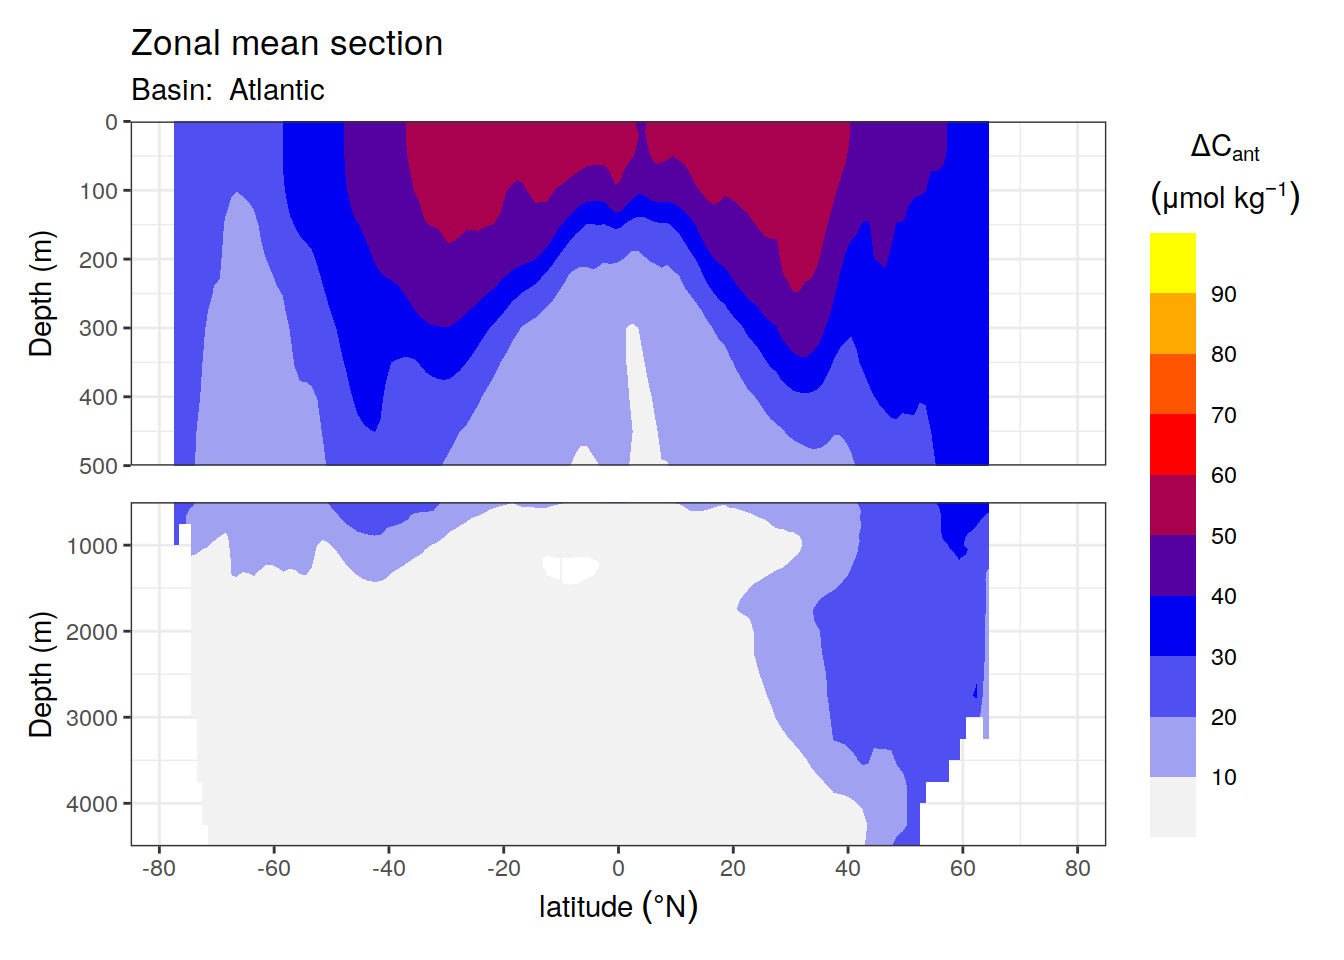 Zonal mean section
Basin:  Atlantic
0
100
200
300
400
500
Depth (m)
1000
2000
3000
4000
Depth (m)
-80 -60 -40 -20 0 20 40 60 80
latitude (°N)
ΔCant
(μmol kg⁻¹)
90
80
70
60
50
40
30
20
10